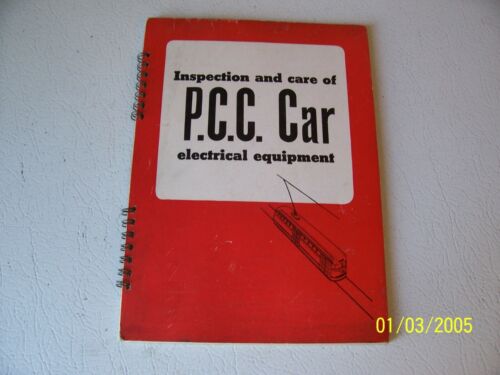 Inspection and care of
P.C.C. Car
electrical equipment
01/03/2005